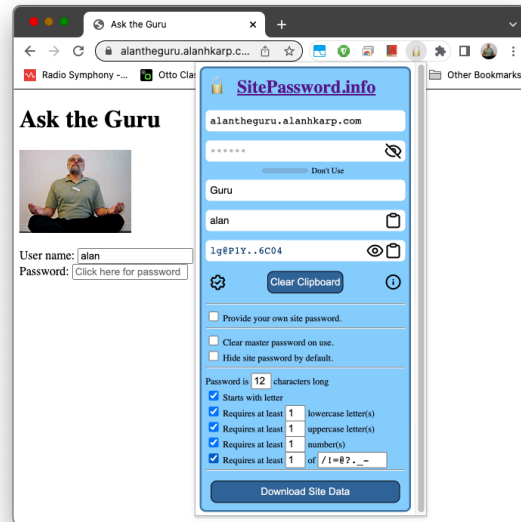 Ask the Guru
alantheguru.alanhkarp.c...
Radio Symphony -...
Otto Clas
Other Bookmarks
SitePassword.info
Ask the Guru
alantheguru.alanhkarp.com
Don't Use
Guru
alan
User name: alan
Password: Click here for password
lg@P1Y..6C04
Clear Clipboard
Provide your own site password.
Clear master password on use.
Hide site password by default.
Password is 12 characters long
Starts with letter
Requires at least 1 lowercase letter(s)
Requires at least 1 uppercase letter(s)
Requires at least 1 number(s)
Requires at least 1 of /!=@?._-
Download Site Data